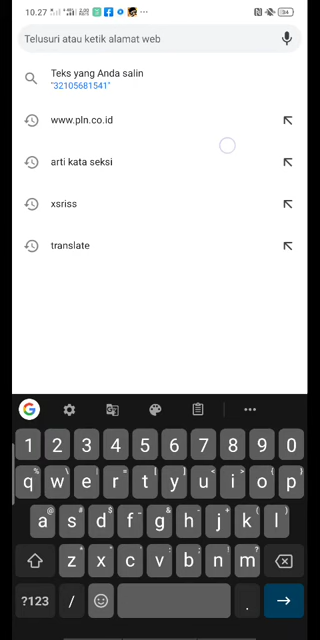 10.27
34
Telusuri atau ketik alamat web
Teks yang Anda salin
"32105681541"
www.pln.co.id
arti kata seksi
xsriss
translate
1 2 3 4 5 6 7 8 9 0
q w e r t y u i o p
a s d f g h j k l
z x c v b n m
?123 / .